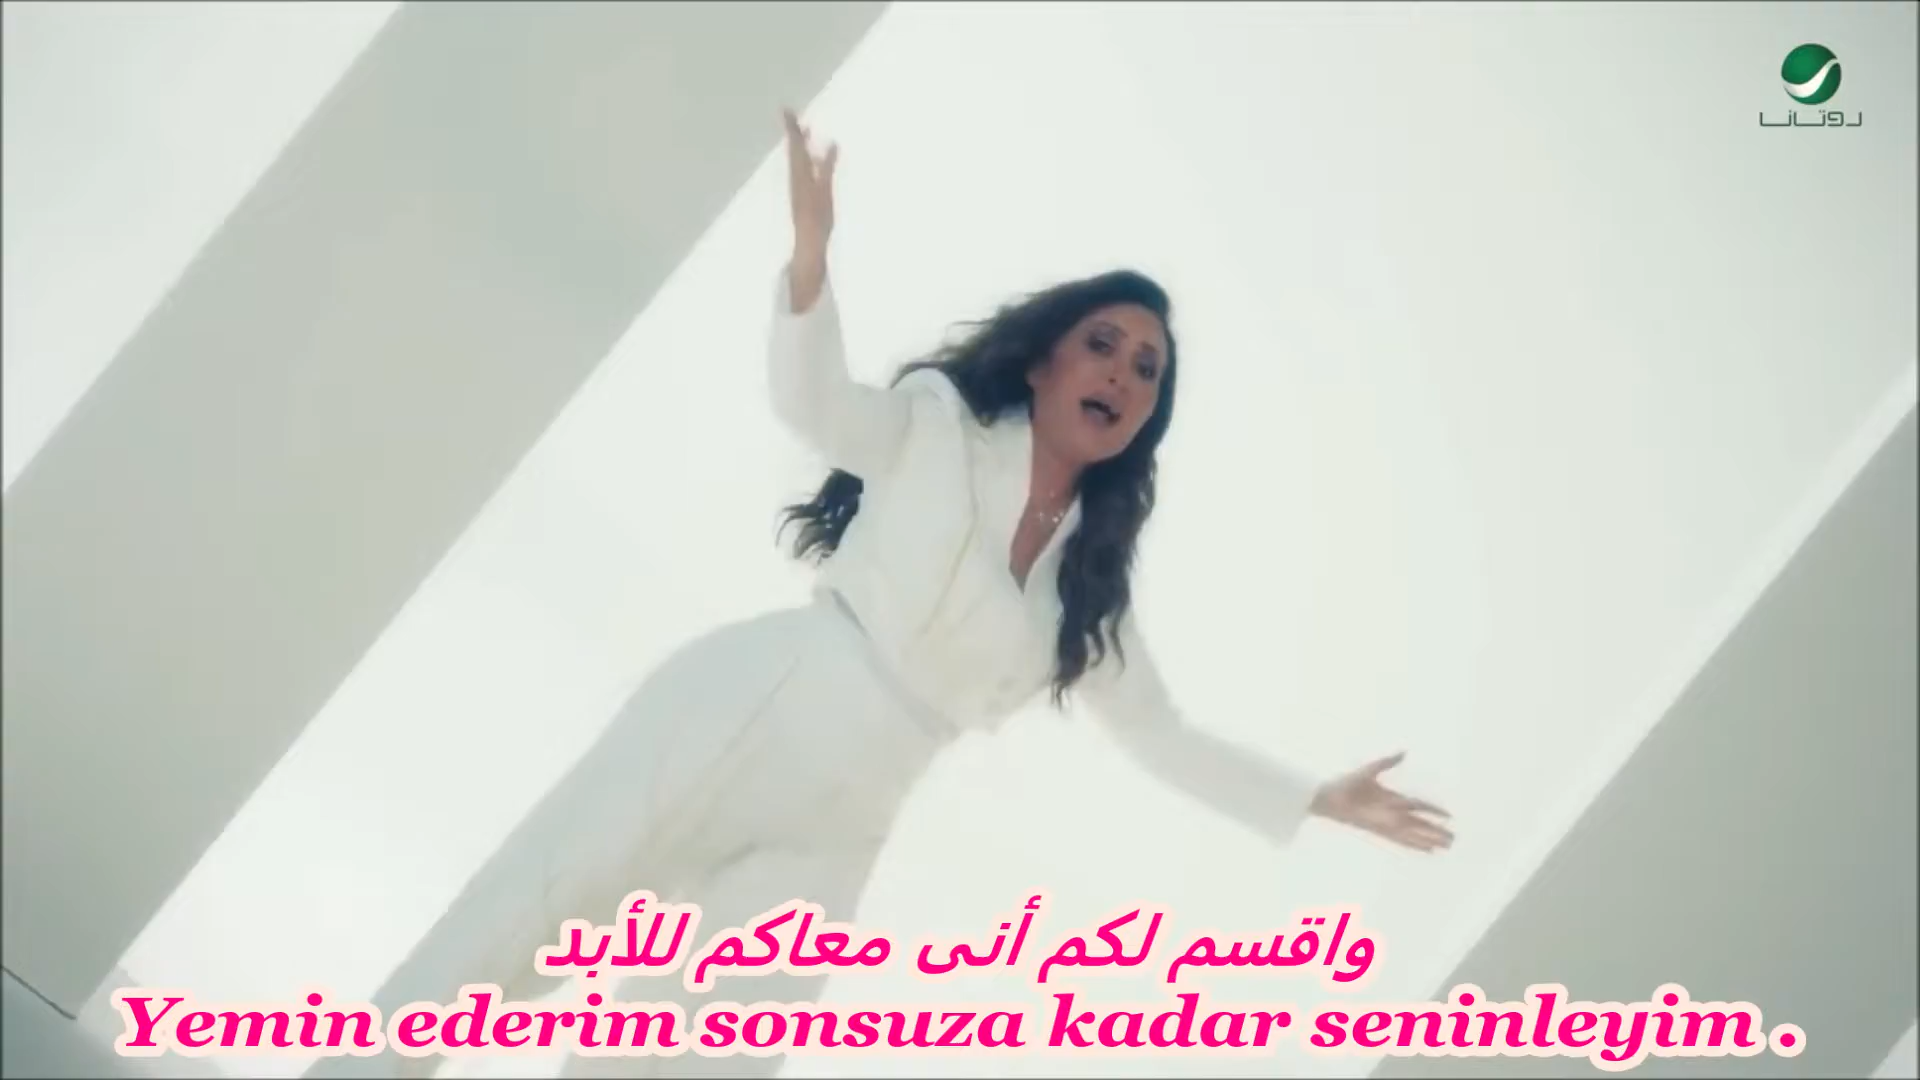 روتانا
واقسم لكم أنى معاكم للأبد
Yemin ederim sonsuza kadar seninleyim .